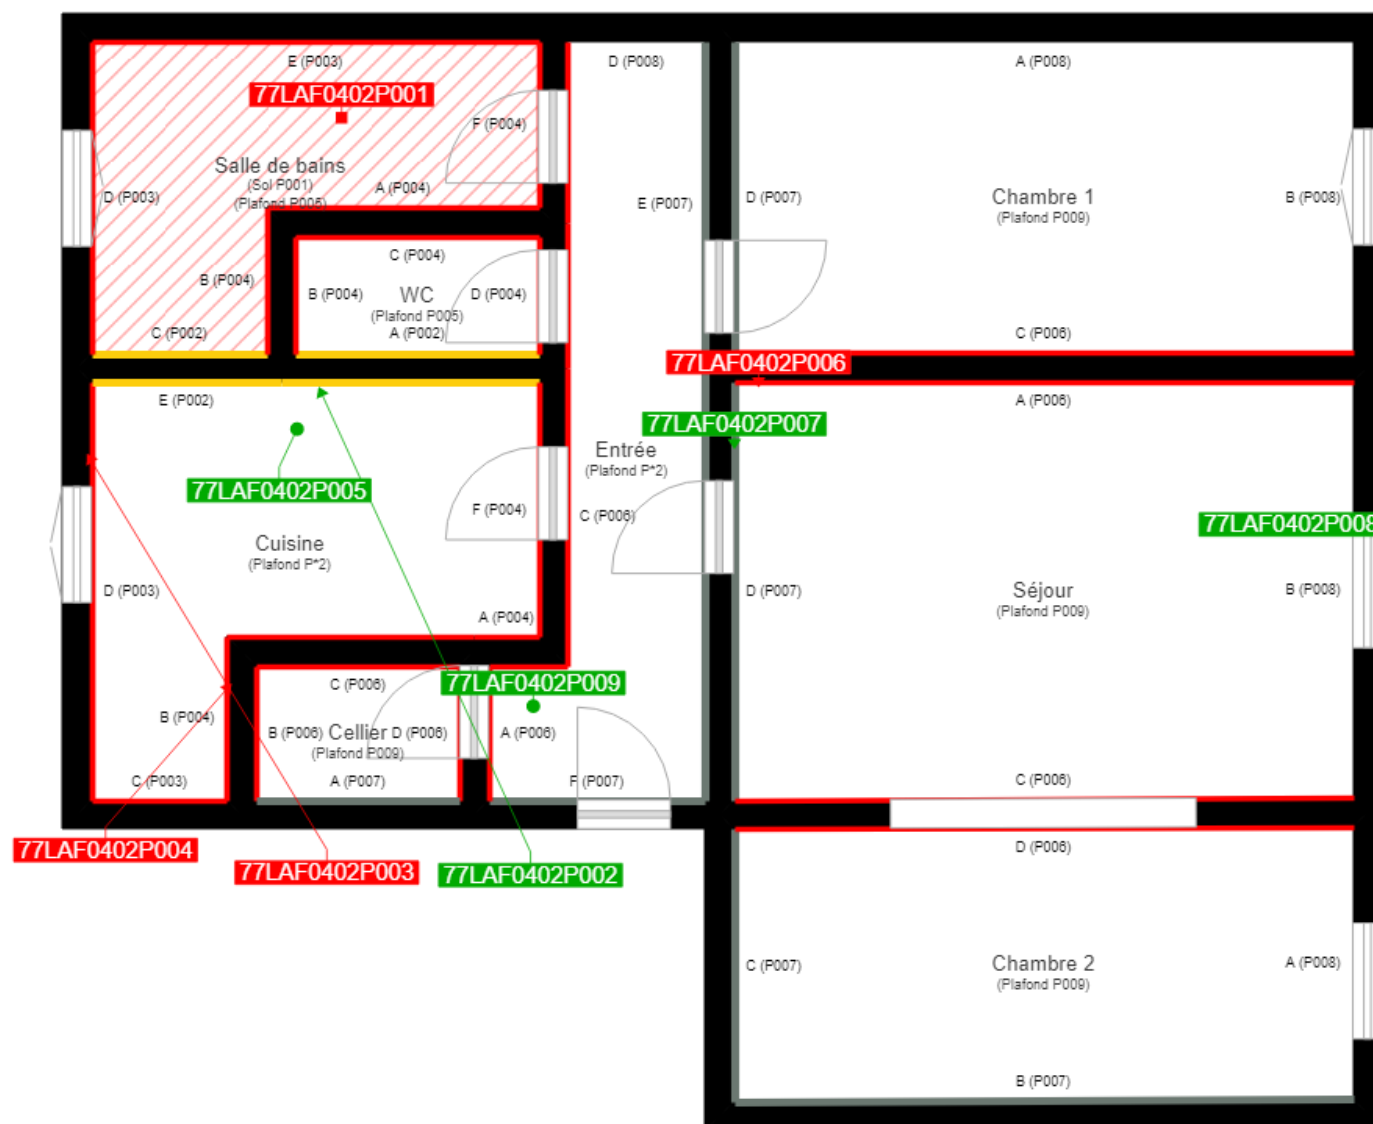 E (P003)
D (P008)
A (P008)
77LAF0402P001
F (P004)
Salle de bains
(Sol P001)
(Plafond P006)
A (P004)
D (P003)
E (P007)
D (P007)
Chambre 1
(Plafond P009)
B (P008)
C (P004)
B (P004)
B (P004)
WC
(Plafond P005)
D (P004)
A (P002)
C (P002)
C (P006)
77LAF0402P006
E (P002)
A (P006)
77LAF0402P007
Entrée
(Plafond P*2)
77LAF0402P005
F (P004)
C (P006)
77LAF0402P008
Cuisine
(Plafond P*2)
D (P003)
D (P007)
Séjour
(Plafond P009)
B (P008)
A (P004)
C (P006)
77LAF0402P009
B (P004)
B (P006)
Cellier
(Plafond P009)
D (P006)
A (P006)
C (P003)
A (P007)
F (P007)
C (P006)
77LAF0402P004
77LAF0402P003
77LAF0402P002
D (P006)
C (P007)
Chambre 2
(Plafond P009)
A (P008)
B (P007)